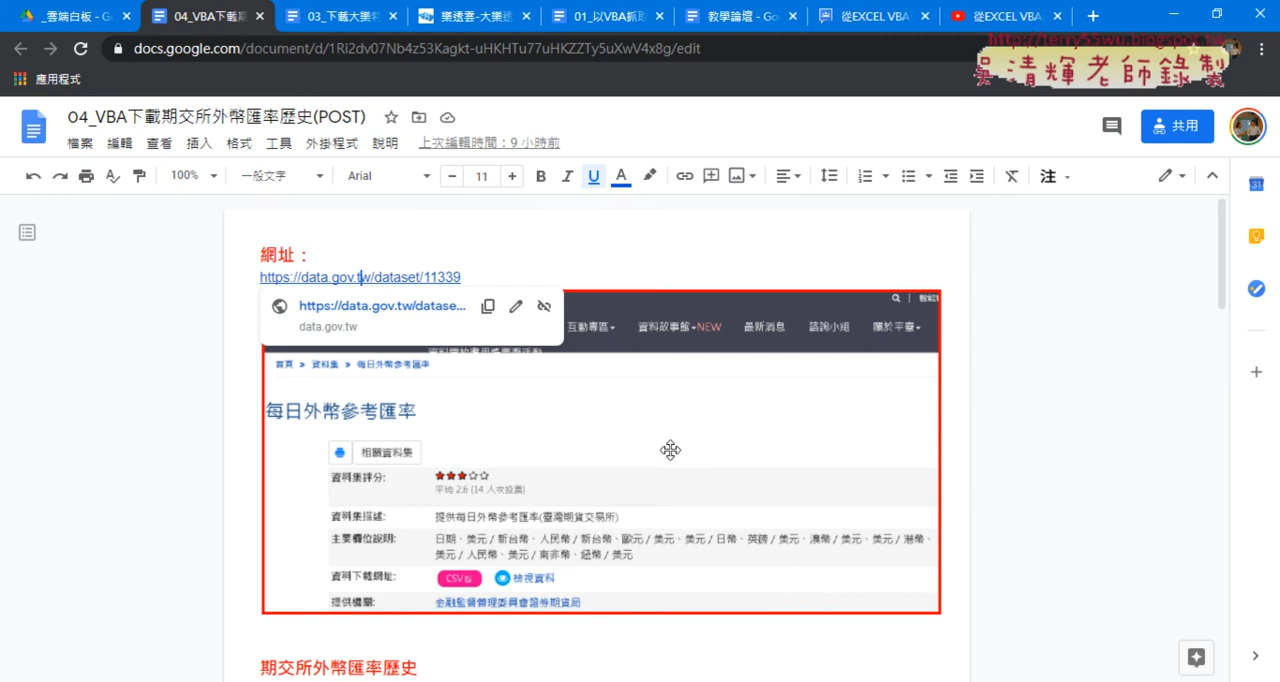 _雲端白板 - Go
04_VBA下載期
03_下載大樂
樂透雲-大樂透
01_以VBA抓取
教學論壇 - Go
從EXCEL VBA
從EXCEL VBA
docs.google.com/document/d/1Ri2dv07Nb4z53Kagkt-uHKHTu77uHKZZTy5uXwV4x8g/edit
http://terry55wu.blogspot.tw
吳清輝老師錄製
應用程式
04_VBA下載期交所外幣匯率歷史(POST)
檔案 編輯 查看 插入 格式 工具 外掛程式 說明 上次編輯時間：9 小時前
共用
100% 一般文字 Arial 11 B I U A 注
31
網址：
https://data.gov.tw/dataset/11339
https://data.gov.tw/datase...
data.gov.tw
互動專區 資料故事館 NEW 最新消息 諮詢小組 關於平臺
首頁 » 資料集 » 每日外幣參考匯率
每日外幣參考匯率
相關資料集
資料集評分:
平均 2.6 (14 人次投票)
資料集描述: 提供每日外幣參考匯率(臺灣期貨交易所)
主要欄位說明: 日期、美元 / 新台幣、人民幣 / 新台幣、歐元 / 美元、美元 / 日幣、英鎊 / 美元、澳幣 / 美元、美元 / 港幣、
美元 / 人民幣、美元 / 南非幣、紐幣 / 美元
資料下載網址: CSV 檢視資料
提供機關: 金融監督管理委員會證券期貨局
期交所外幣匯率歷史